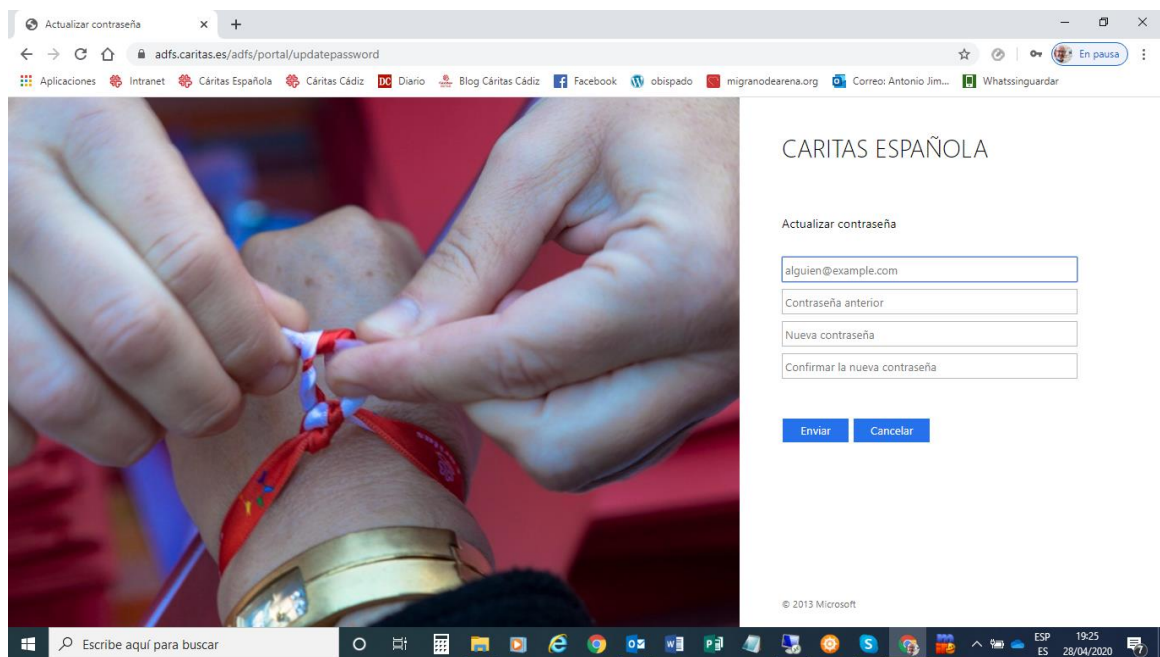 Actualizar contraseña
adfs.caritas.es/adfs/portal/updatepassword
En pausa
Aplicaciones Intranet Cáritas Española Cáritas Cádiz DC Diario Blog Cáritas Cádiz Facebook obispado migranodearena.org Correo: Antonio Jim... Whatssinguardar
CARITAS ESPAÑOLA
Actualizar contraseña
alguien@example.com
Contraseña anterior
Nueva contraseña
Confirmar la nueva contraseña
Enviar Cancelar
© 2013 Microsoft
Escribe aquí para buscar
ESP 19:25
ES 28/04/2020